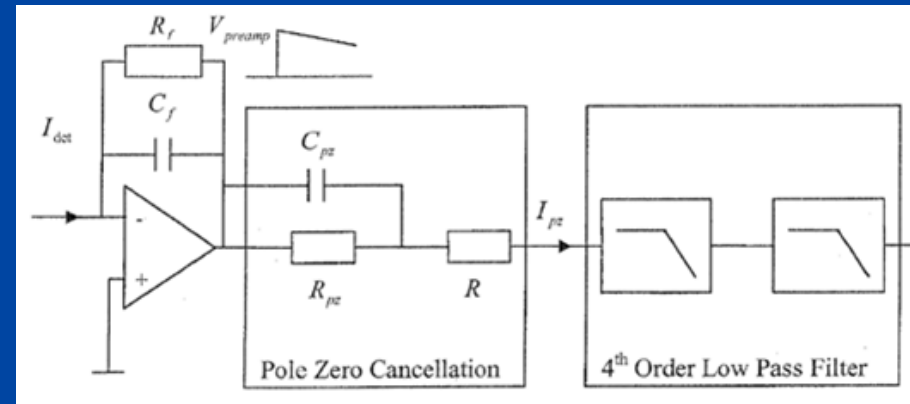 R_f
V_preamp
C_f
I_det
C_pz
I_pz
-
+
R_pz
R
Pole Zero Cancellation
4th Order Low Pass Filter